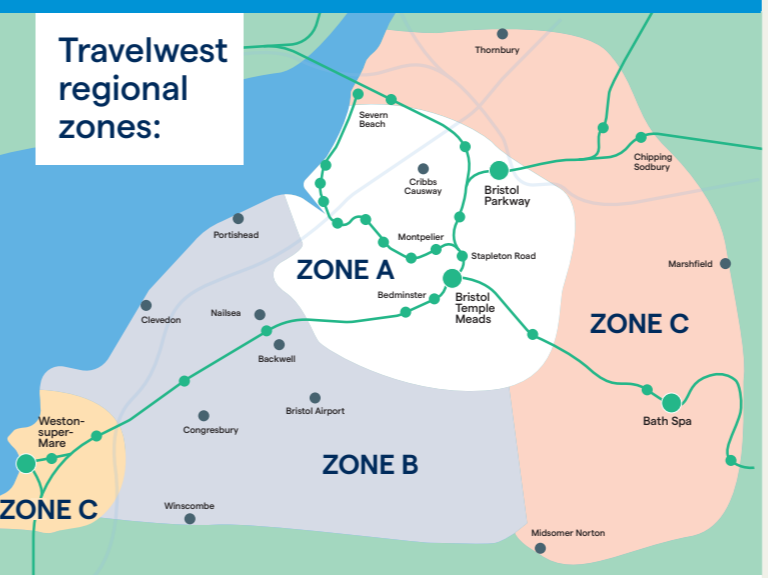 Travelwest
regional
zones:
Thornbury
Severn
Beach
Cribbs
Causway
Bristol
Parkway
Chipping
Sodbury
Portishead
Montpelier
Stapleton Road
ZONE A
Marshfield
Bedminster
Bristol
Temple
Meads
Clevedon
Nailsea
Backwell
ZONE C
Bristol Airport
Congresbury
Weston-
super-
Mare
Bath Spa
ZONE B
ZONE C
Winscombe
Midsomer Norton